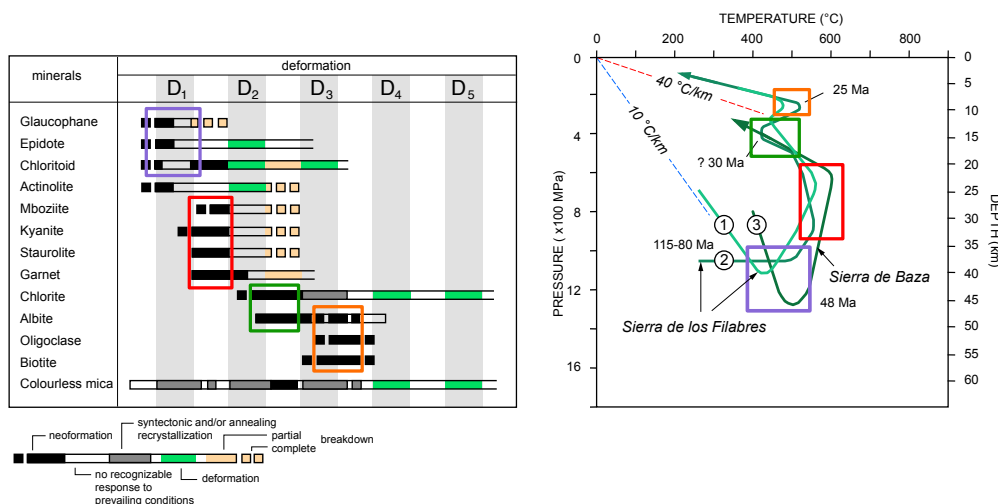 deformation
minerals
D1 D2 D3 D4 D5
Glaucophane
Epidote
Chloritoid
Actinolite
Mboziite
Kyanite
Staurolite
Garnet
Chlorite
Albite
Oligoclase
Biotite
Colourless mica
syntectonic and/or annealing
recrystallization
neoformation
partial
complete
breakdown
no recognizable
response to
prevailing conditions
deformation
TEMPERATURE (°C)
0 200 400 600 800
PRESSURE ( x100 MPa)
0
4
8
12
16
DEPTH (km)
0
5
10
15
20
25
30
35
40
45
50
55
60
40 °C/km
10 °C/km
25 Ma
? 30 Ma
1
3
115-80 Ma
2
Sierra de Baza
48 Ma
Sierra de los Filabres